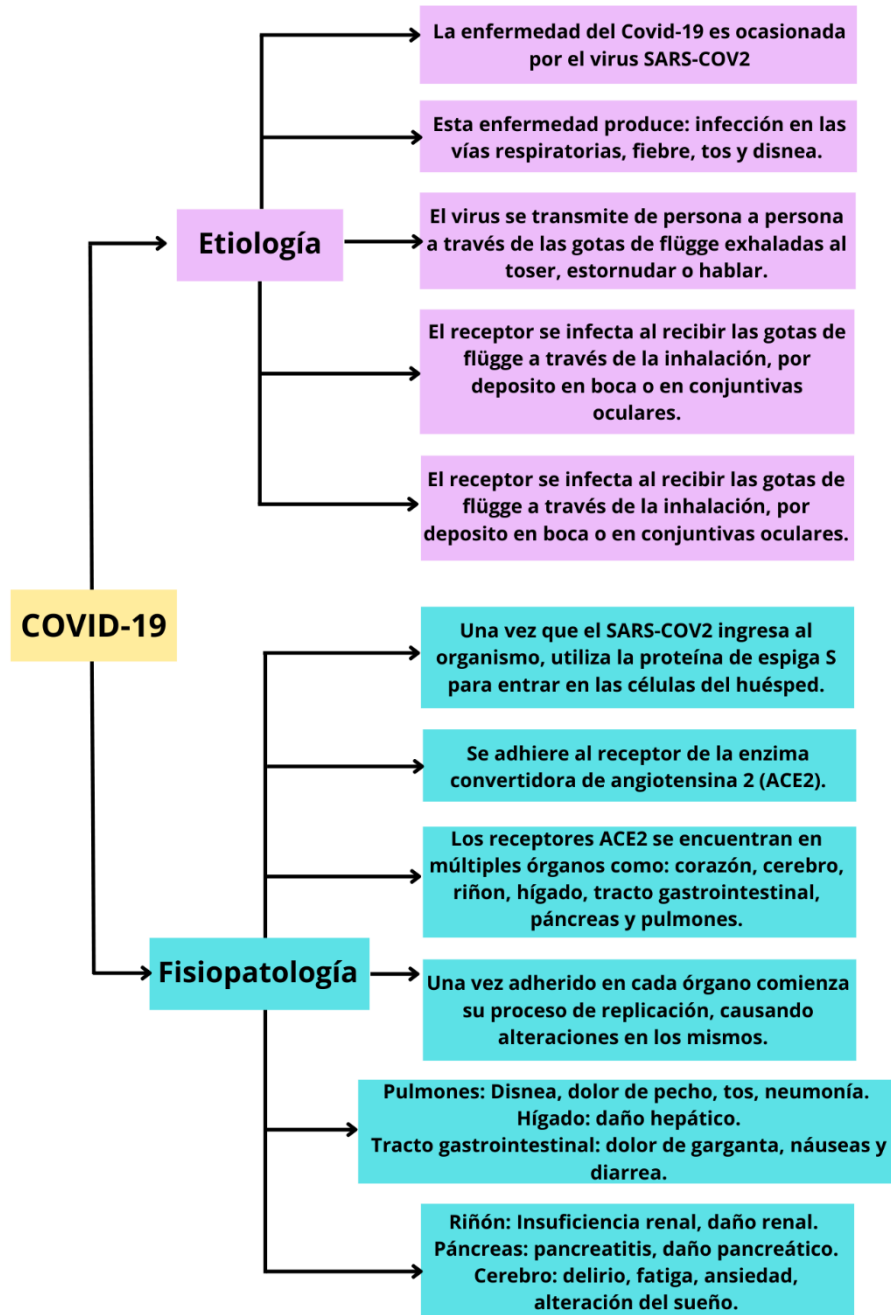 La enfermedad del Covid-19 es ocasionada
por el virus SARS-COV2
Esta enfermedad produce: infección en las
vías respiratorias, fiebre, tos y disnea.
Etiología
El virus se transmite de persona a persona
a través de las gotas de flügge exhaladas al
toser, estornudar o hablar.
El receptor se infecta al recibir las gotas de
flügge a través de la inhalación, por
deposito en boca o en conjuntivas
oculares.
El receptor se infecta al recibir las gotas de
flügge a través de la inhalación, por
deposito en boca o en conjuntivas oculares.
COVID-19
Una vez que el SARS-COV2 ingresa al
organismo, utiliza la proteína de espiga S
para entrar en las células del huésped.
Se adhiere al receptor de la enzima
convertidora de angiotensina 2 (ACE2).
Los receptores ACE2 se encuentran en
múltiples órganos como: corazón, cerebro,
riñon, hígado, tracto gastrointestinal,
páncreas y pulmones.
Fisiopatología
Una vez adherido en cada órgano comienza
su proceso de replicación, causando
alteraciones en los mismos.
Pulmones: Disnea, dolor de pecho, tos, neumonía.
Hígado: daño hepático.
Tracto gastrointestinal: dolor de garganta, náuseas y
diarrea.
Riñón: Insuficiencia renal, daño renal.
Páncreas: pancreatitis, daño pancreático.
Cerebro: delirio, fatiga, ansiedad,
alteración del sueño.